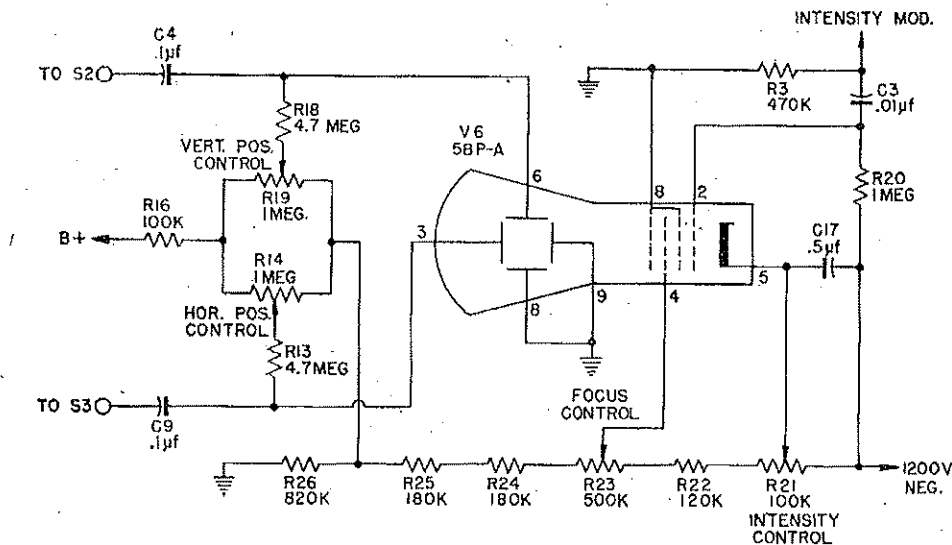 INTENSITY MOD.
C4
.1µf
TO S2
R3
470K
C3
.01µf
R18
4.7 MEG
V6
5BP-A
VERT. POS.
CONTROL
R19
1MEG.
6
8
2
R20
1 MEG
R16
100K
B+
3
C17
.5µf
R14
1MEG
5
HOR. POS.
CONTROL
8
9
4
R13
4.7MEG
TO S3
C9
.1µf
FOCUS
CONTROL
1200V
NEG.
R26
820K
R25
180K
R24
180K
R23
500K
R22
120K
R21
100K
INTENSITY
CONTROL